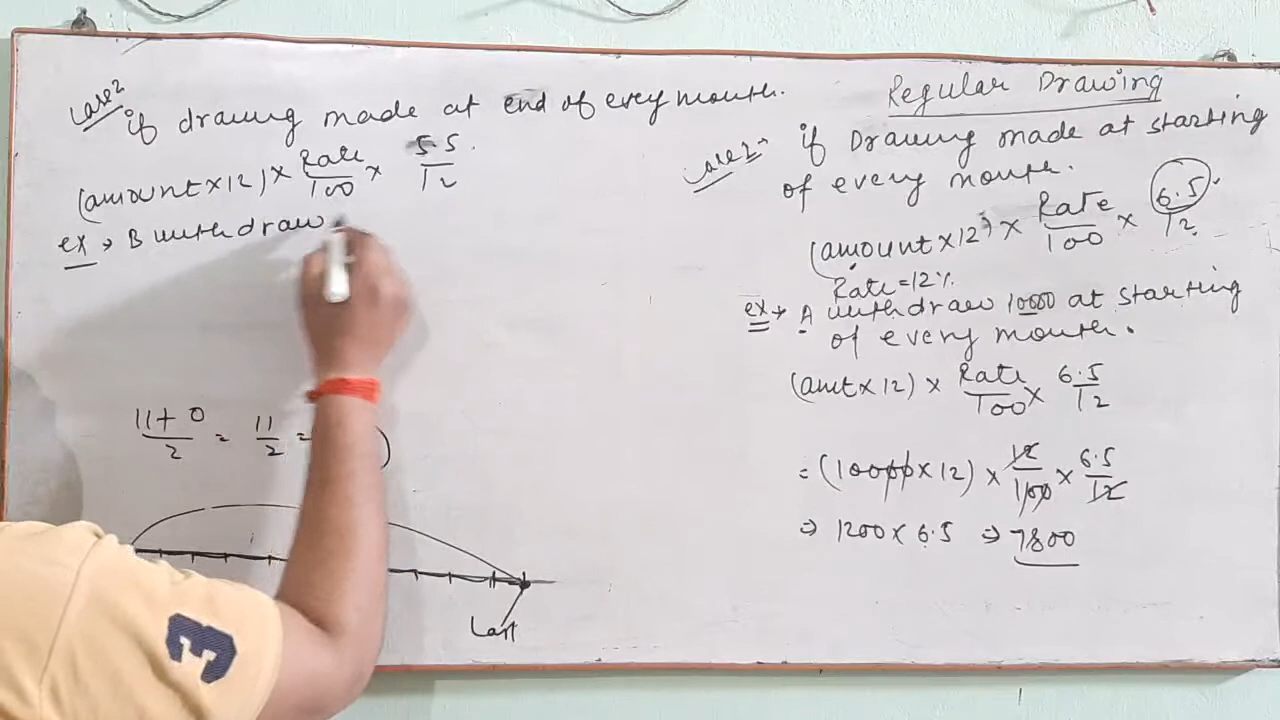 Regular Drawing
Case 1 →
if Drawing made at starting
of every month.
(amount×12) × Rate/100 × 6.5/12
Rate = 12%
ex → A withdraw 10000 at starting
of every month.
(amt×12) × Rate/100 × 6.5/12
= (10000×12) × 12/100 × 6.5/12
⇒ 1200 × 6.5 ⇒ 7800
Case 2
if drawing made at end of every month.
(amount×12) × Rate/100 × 5.5/12
ex → B withdraw
11+0/2 = 11/2 =
)
Last
3